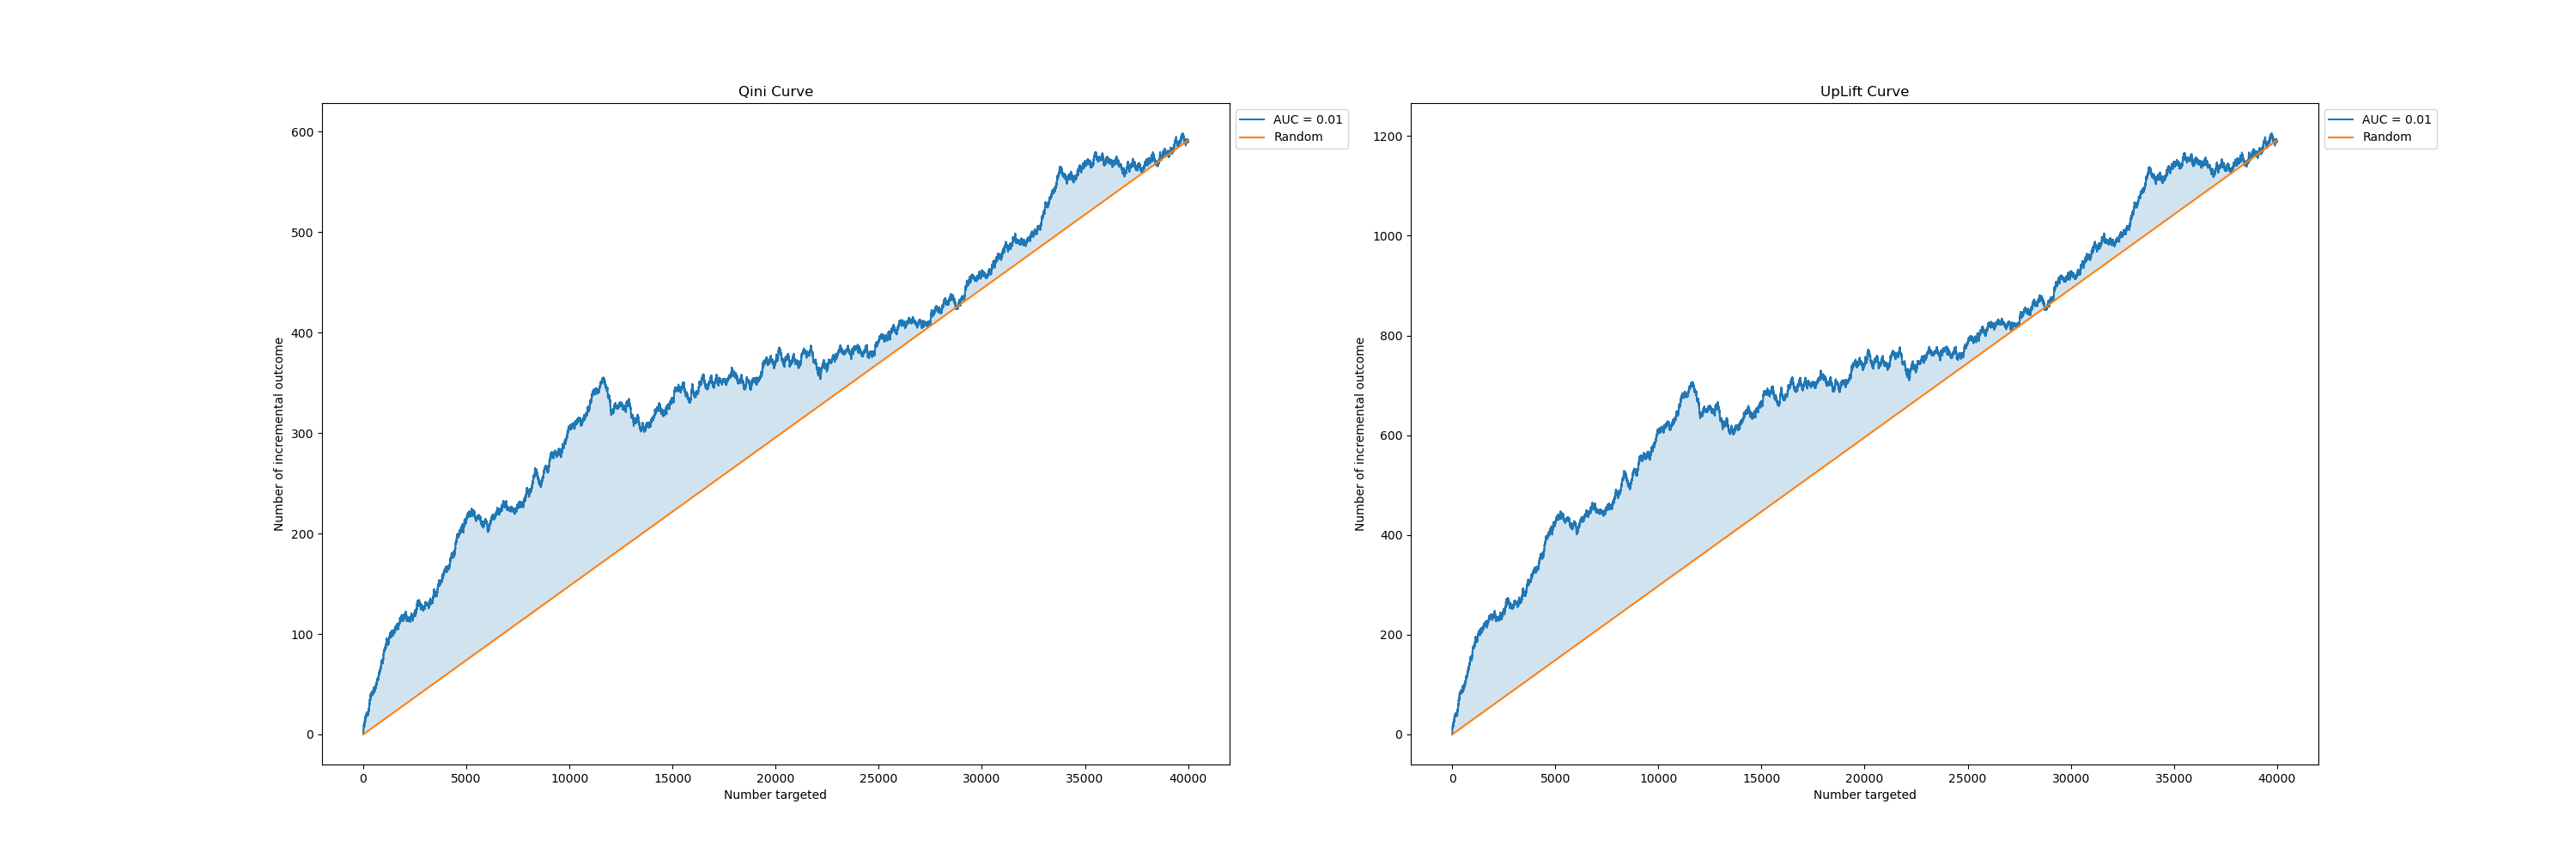 Qini Curve
600
500
400
300
200
100
0
Number of incremental outcome
0 5000 10000 15000 20000 25000 30000 35000 40000
Number targeted
AUC = 0.01
Random
UpLift Curve
1200
1000
800
600
400
200
0
Number of incremental outcome
0 5000 10000 15000 20000 25000 30000 35000 40000
Number targeted
AUC = 0.01
Random